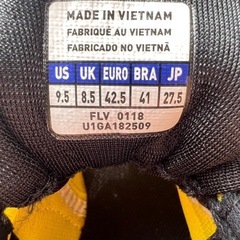 MADE IN VIETNAM
FABRIQUÉ AU VIETNAM
FABRICADO NO VIETNÃ
US UK EURO BRA JP
9.5 8.5 42.5 41 27.5
FLV 0118
U1GA182509